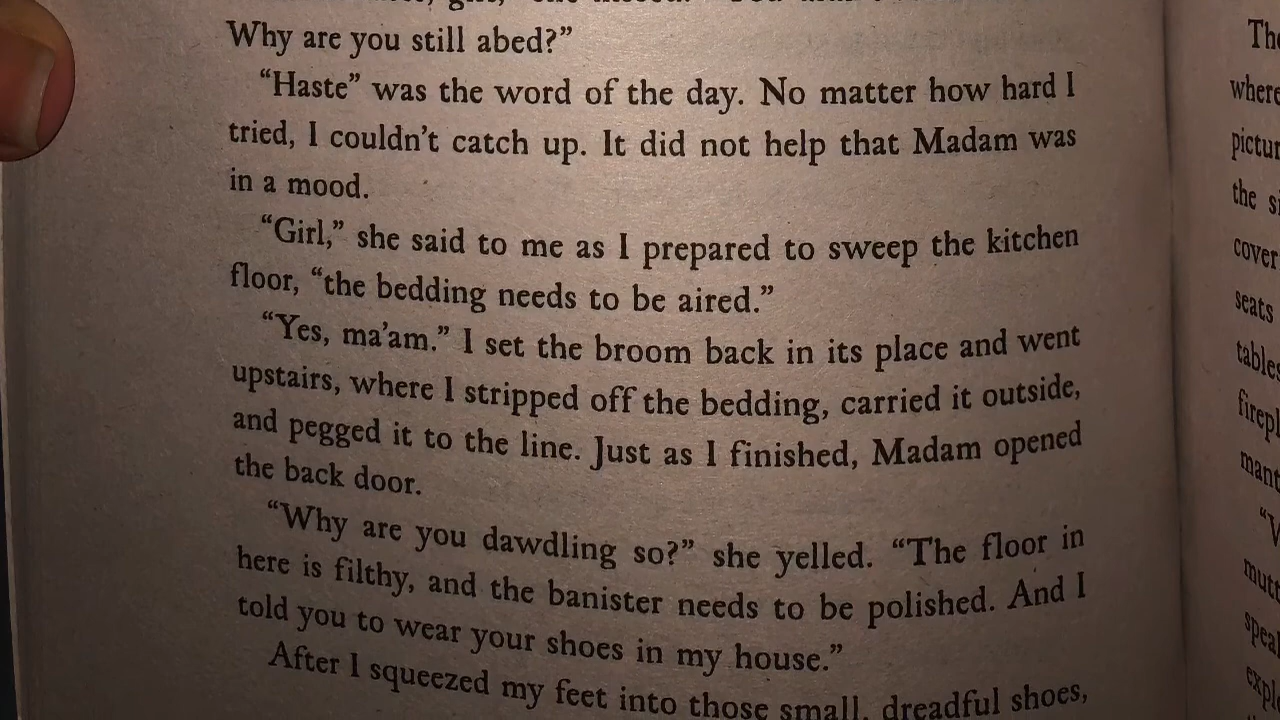 Why are you still abed?”
“Haste” was the word of the day. No matter how hard I
tried, I couldn’t catch up. It did not help that Madam was
in a mood.
“Girl,” she said to me as I prepared to sweep the kitchen
floor, “the bedding needs to be aired.”
“Yes, ma’am.” I set the broom back in its place and went
upstairs, where I stripped off the bedding, carried it outside,
and pegged it to the line. Just as I finished, Madam opened
the back door.
“Why are you dawdling so?” she yelled. “The floor in
here is filthy, and the banister needs to be polished. And I
told you to wear your shoes in my house.”
After I squeezed my feet into those small, dreadful shoes,
where
the
cover
seats
tables